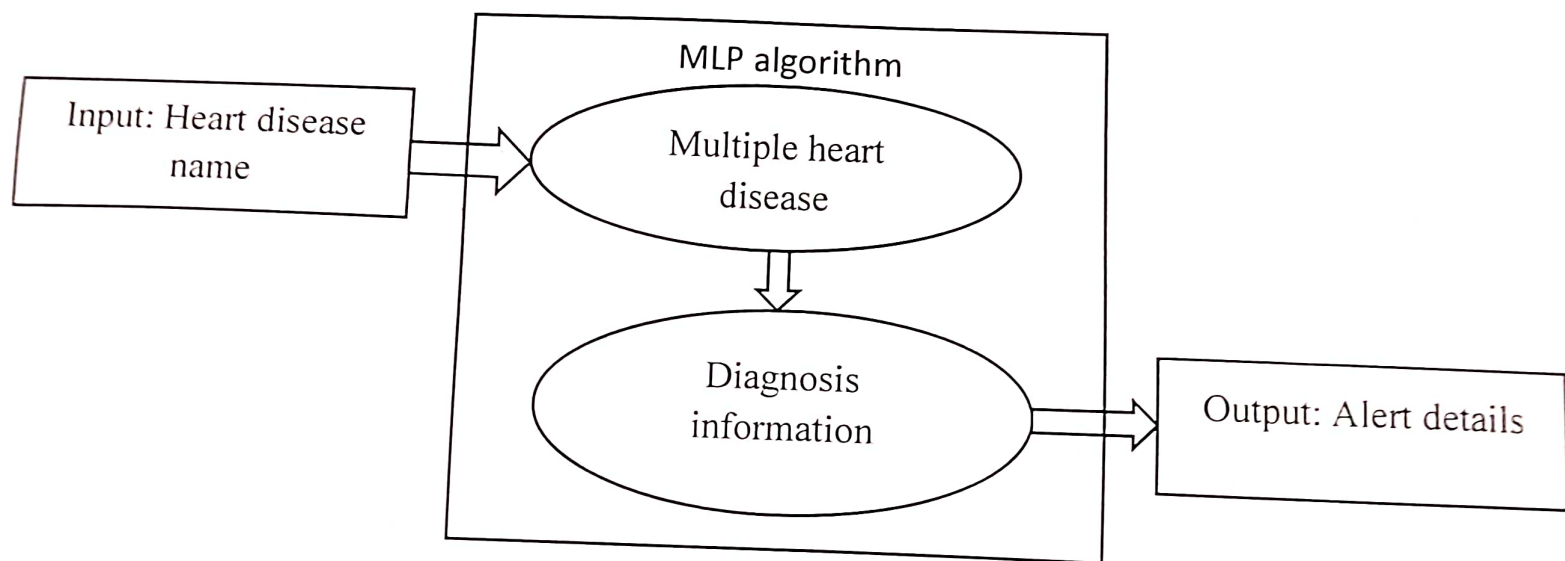 MLP algorithm
Input: Heart disease
name
Multiple heart
disease
Diagnosis
information
Output: Alert details